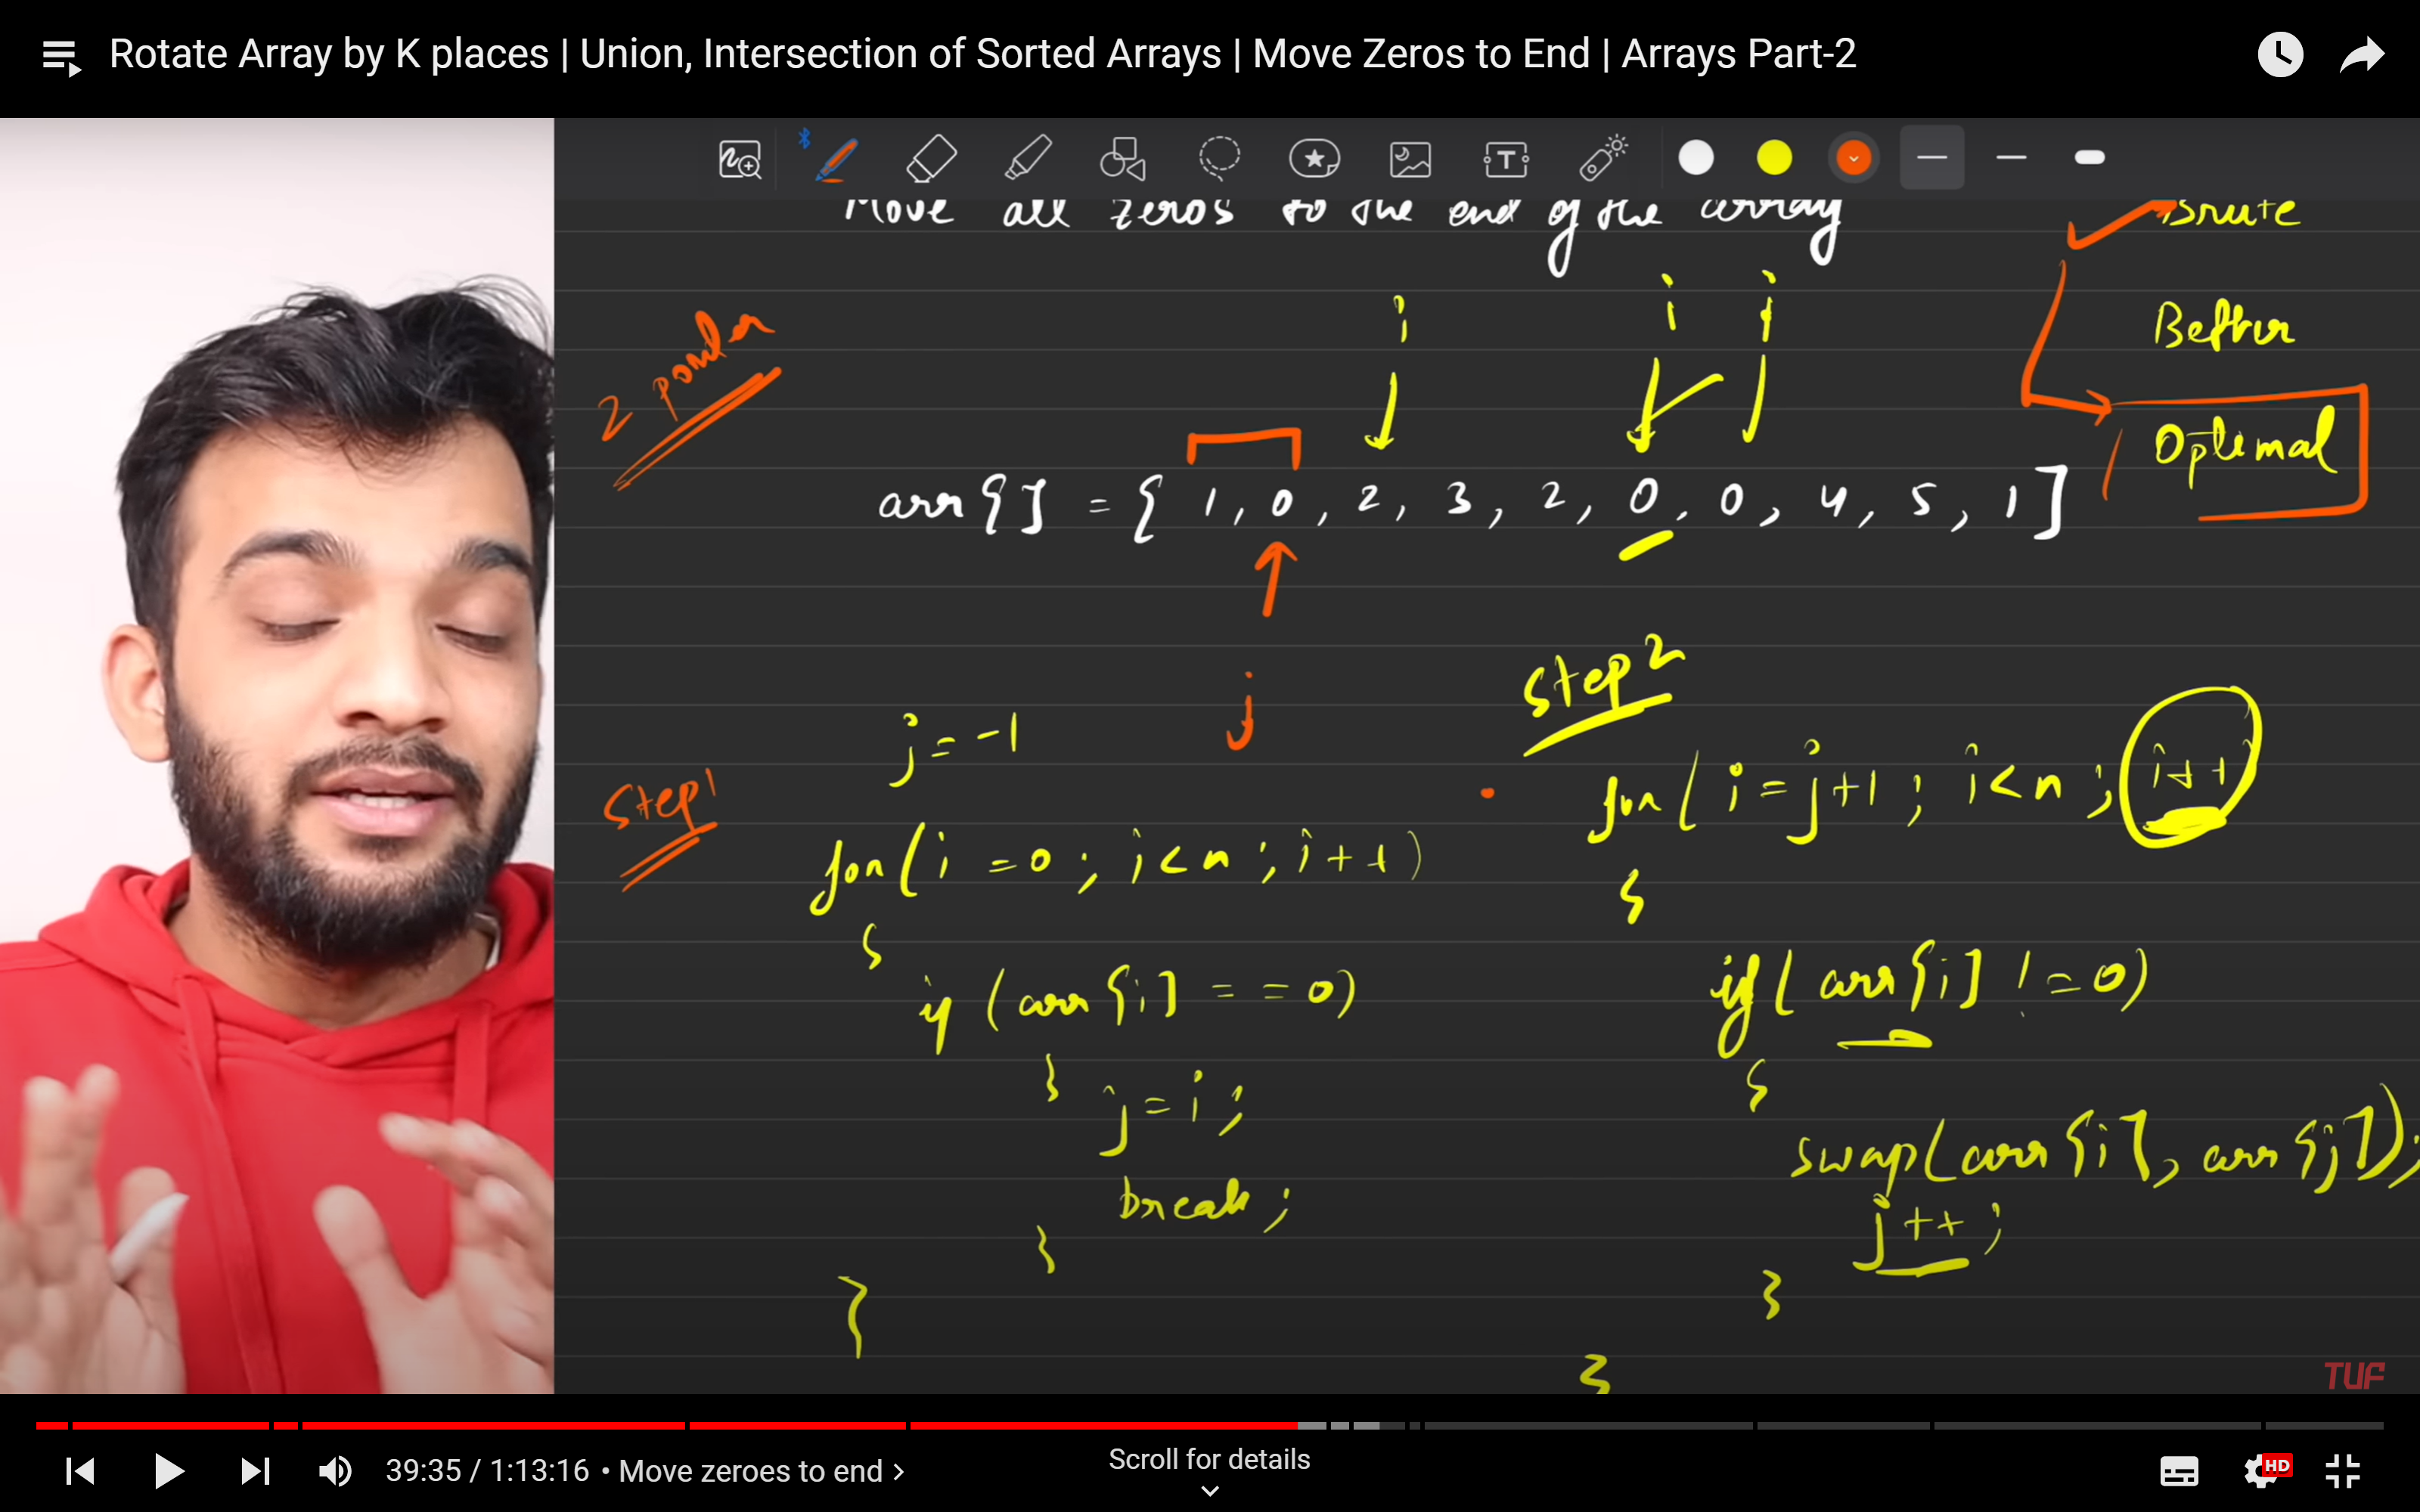 Rotate Array by K places | Union, Intersection of Sorted Arrays | Move Zeros to End | Arrays Part-2
Move all zeros to the end of the array
Brute
Better
Optimal
2 pointer
i
i
j
arr[] = { 1, 0, 2, 3, 2, 0, 0, 4, 5, 1]
j
Step 1
j = -1
for(i = 0; i < n; i++)
{
if (arr[i] == 0)
{
j = i;
break;
}
}
Step 2
for(i = j+1; i < n; i++)
{
if(arr[i] != 0)
{
swap(arr[i], arr[j]);
j++;
}
}
TUF
39:35 / 1:13:16 • Move zeroes to end
Scroll for details
HD